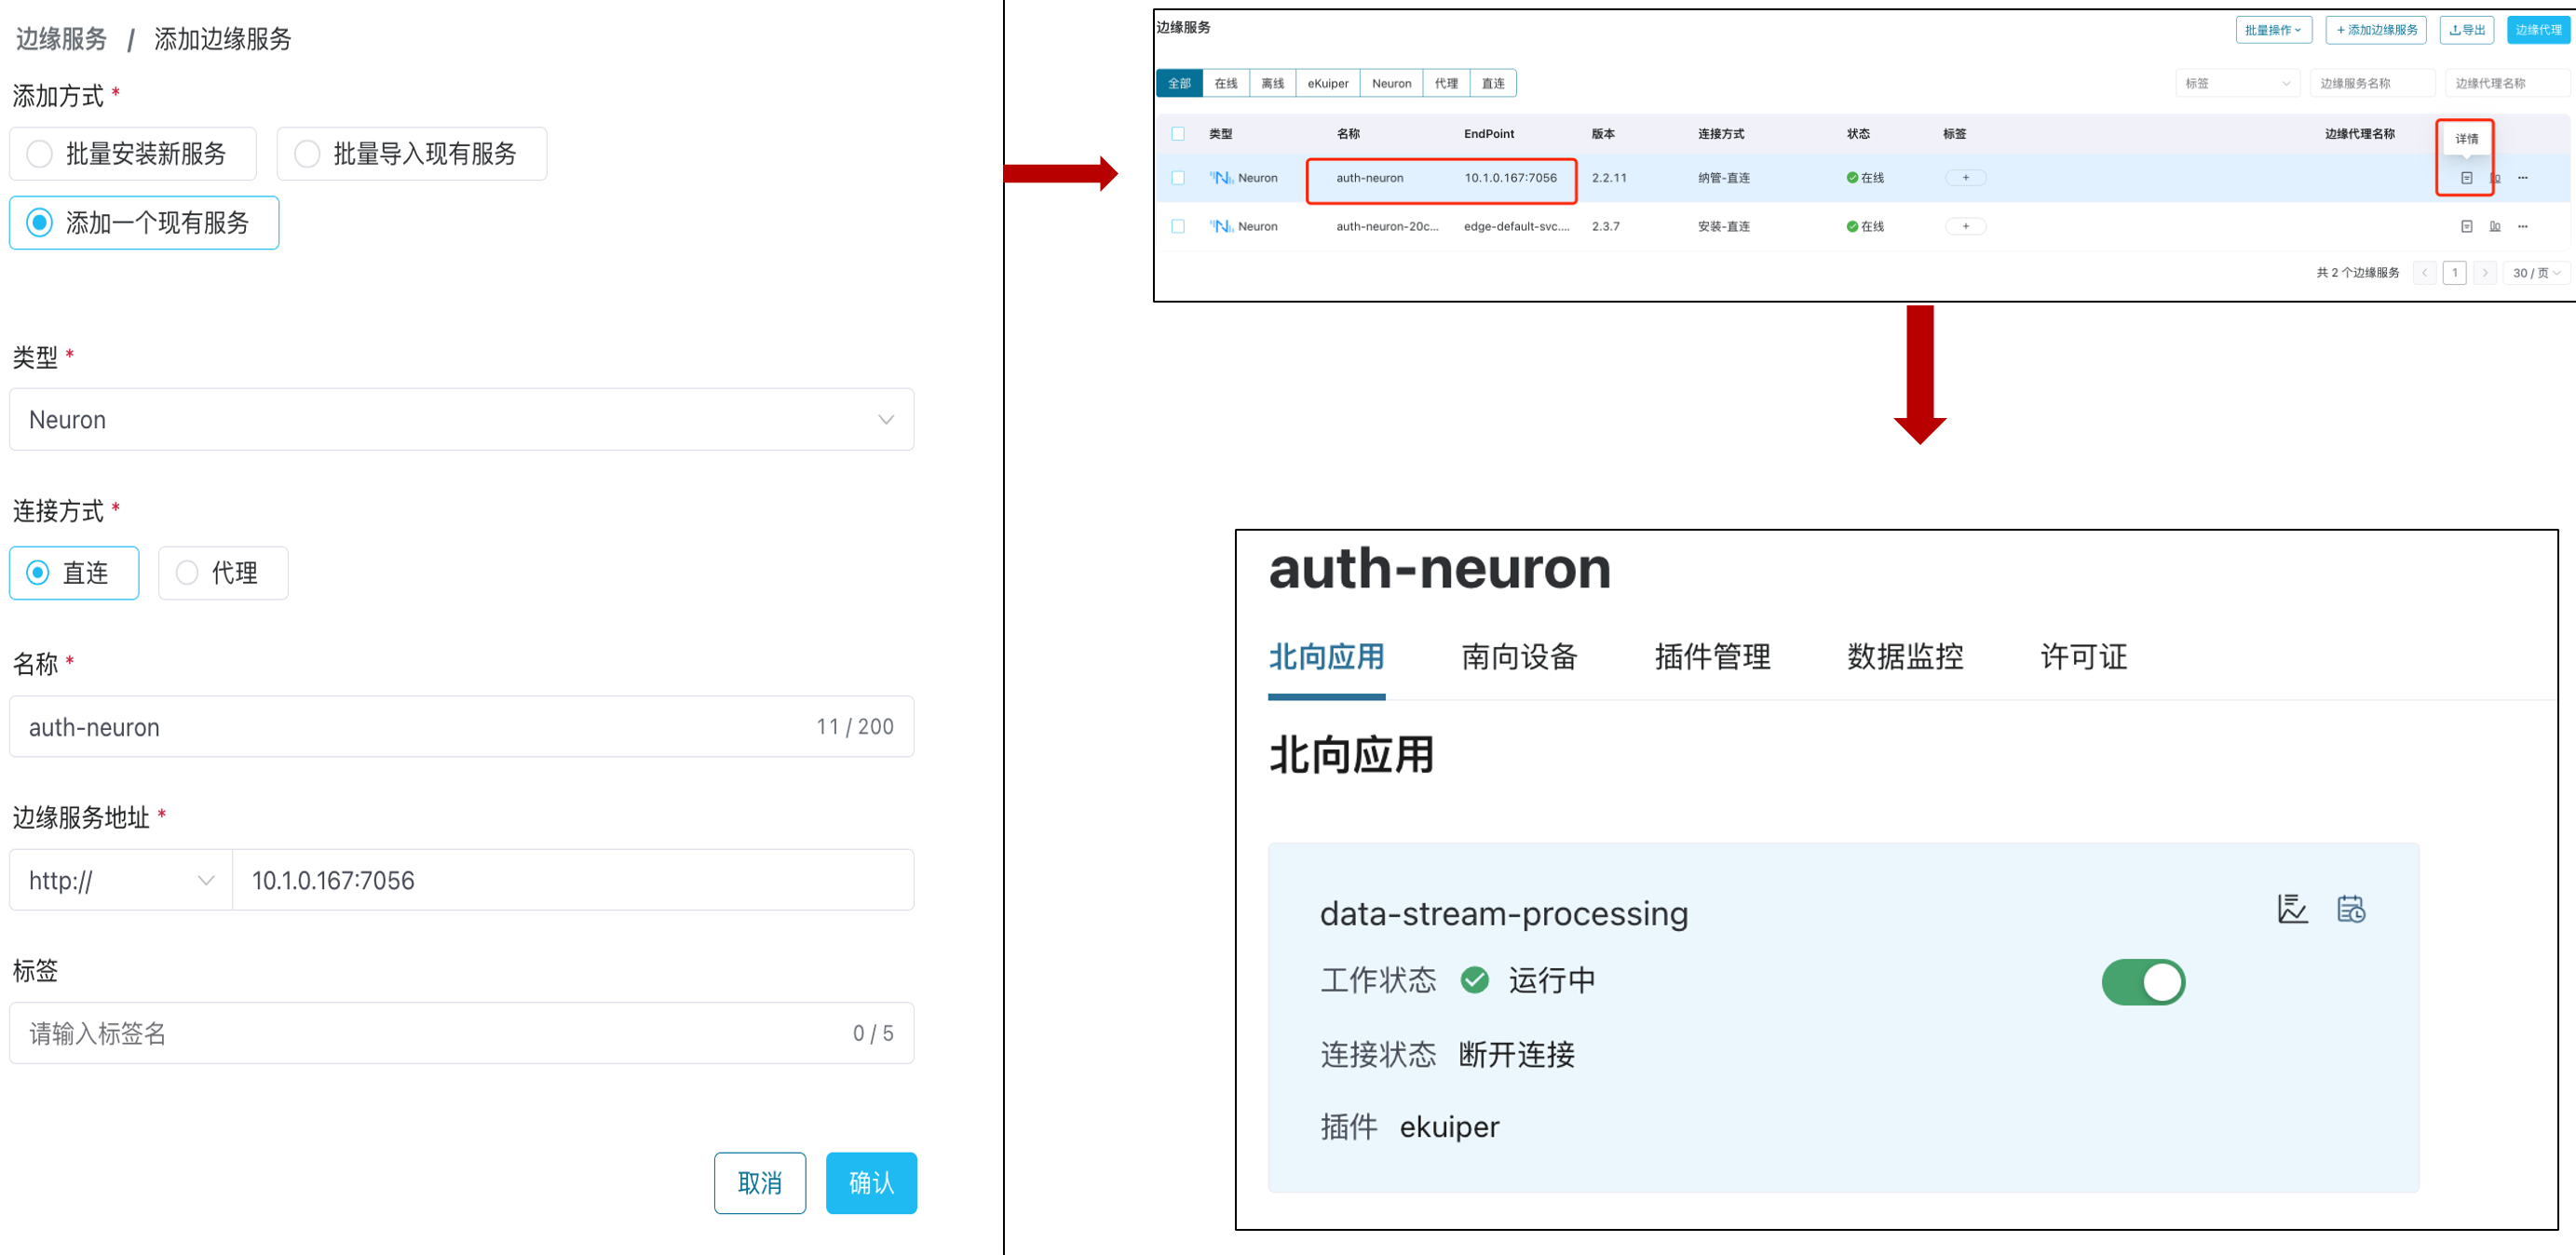 边缘服务 / 添加边缘服务
添加方式 *
批量安装新服务 批量导入现有服务
添加一个现有服务
类型 *
Neuron
连接方式 *
直连 代理
名称 *
auth-neuron 11 / 200
边缘服务地址 *
http:// 10.1.0.167:7056
标签
请输入标签名 0 / 5
取消 确认
边缘服务 批量操作 + 添加边缘服务 导出 边缘代理
全部 在线 离线 eKuiper Neuron 代理 直连 标签 边缘服务名称 边缘代理名称
类型 名称 EndPoint 版本 连接方式 状态 标签 边缘代理名称 详情
Neuron auth-neuron 10.1.0.167:7056 2.2.11 纳管-直连 在线 + ...
Neuron auth-neuron-20c... edge-default-svc.... 2.3.7 安装-直连 在线 + ...
共 2 个边缘服务 < 1 > 30 / 页
auth-neuron
北向应用 南向设备 插件管理 数据监控 许可证
北向应用
data-stream-processing
工作状态 运行中
连接状态 断开连接
插件 ekuiper